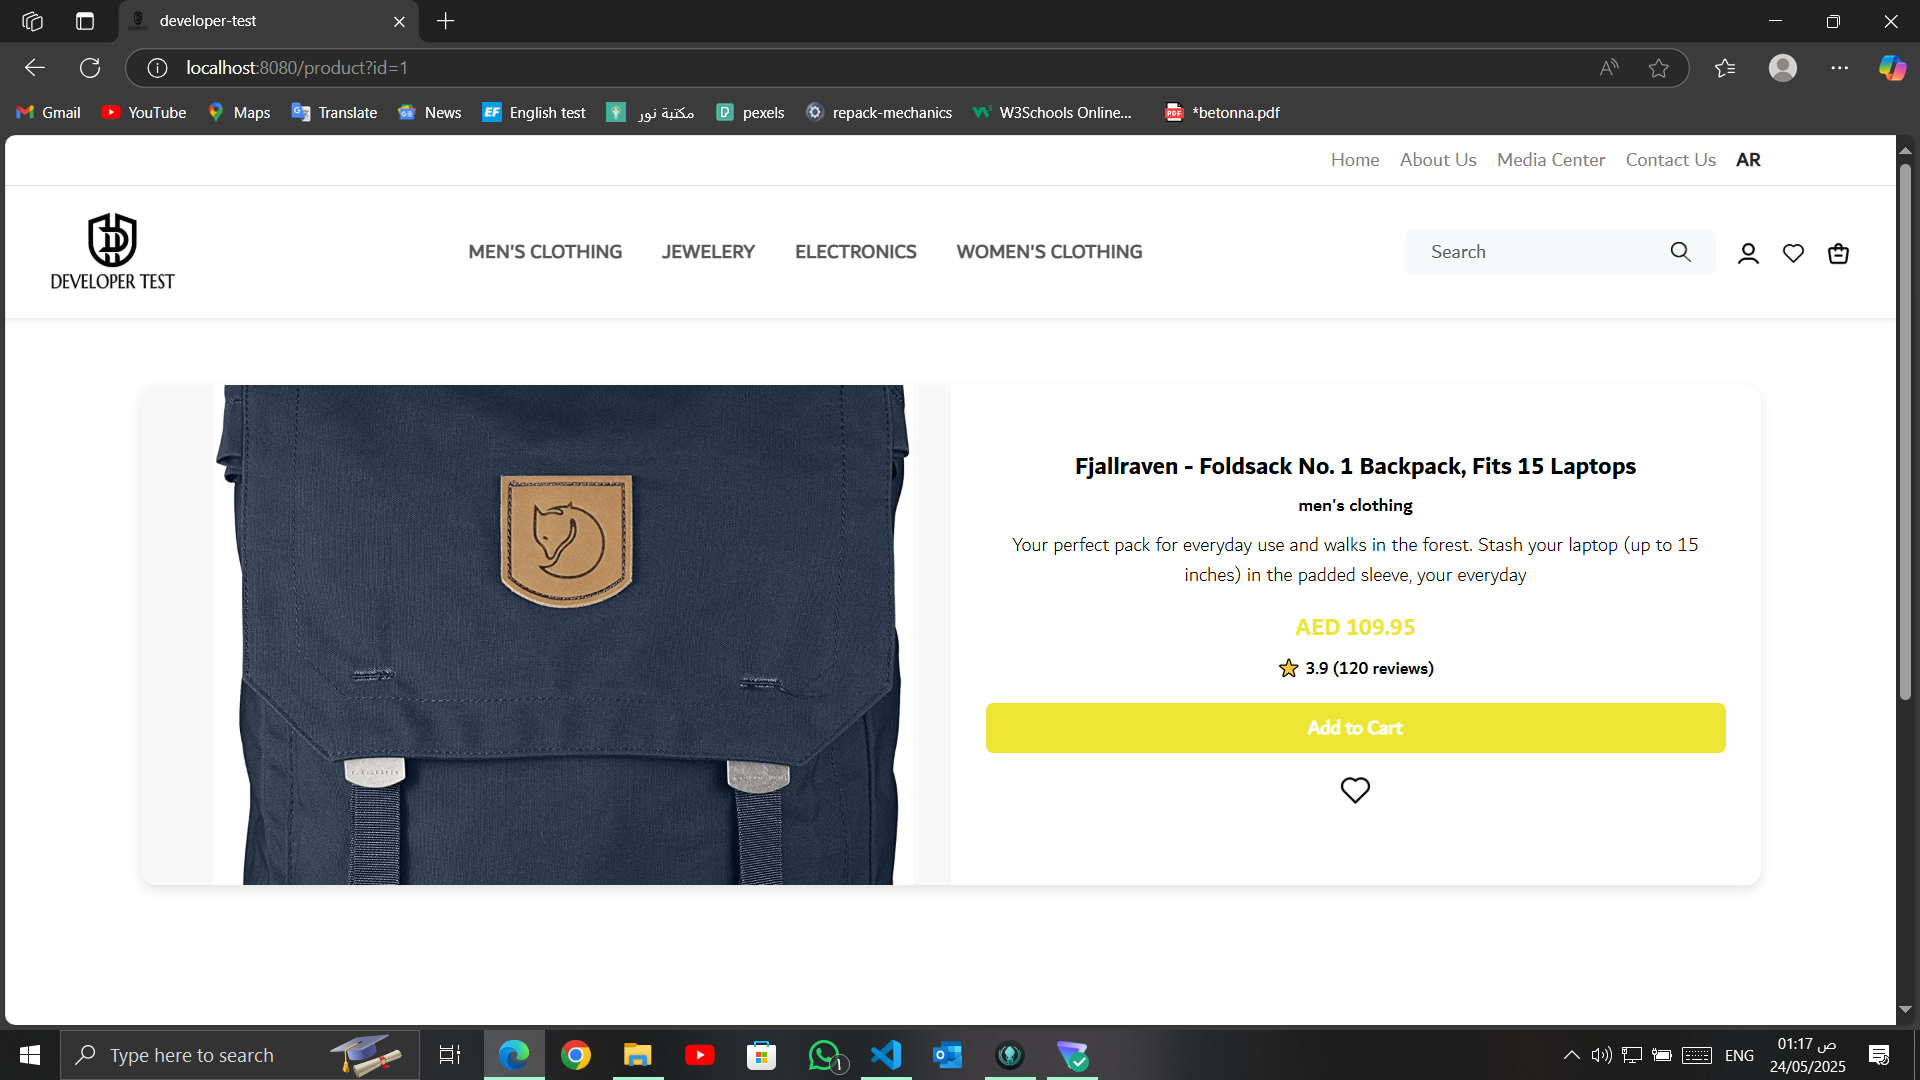 developer-test
localhost:8080/product?id=1
Gmail
YouTube
Maps
Translate
News
EF English test
مكتبة نور
pexels
repack-mechanics
W3Schools Online...
PDF *betonna.pdf
Home About Us Media Center Contact Us AR
DEVELOPER TEST
MEN'S CLOTHING JEWELERY ELECTRONICS WOMEN'S CLOTHING
Search
Fjallraven - Foldsack No. 1 Backpack, Fits 15 Laptops
men's clothing
Your perfect pack for everyday use and walks in the forest. Stash your laptop (up to 15
inches) in the padded sleeve, your everyday
AED 109.95
3.9 (120 reviews)
Add to Cart
Type here to search
1
ENG
01:17 ص
24/05/2025